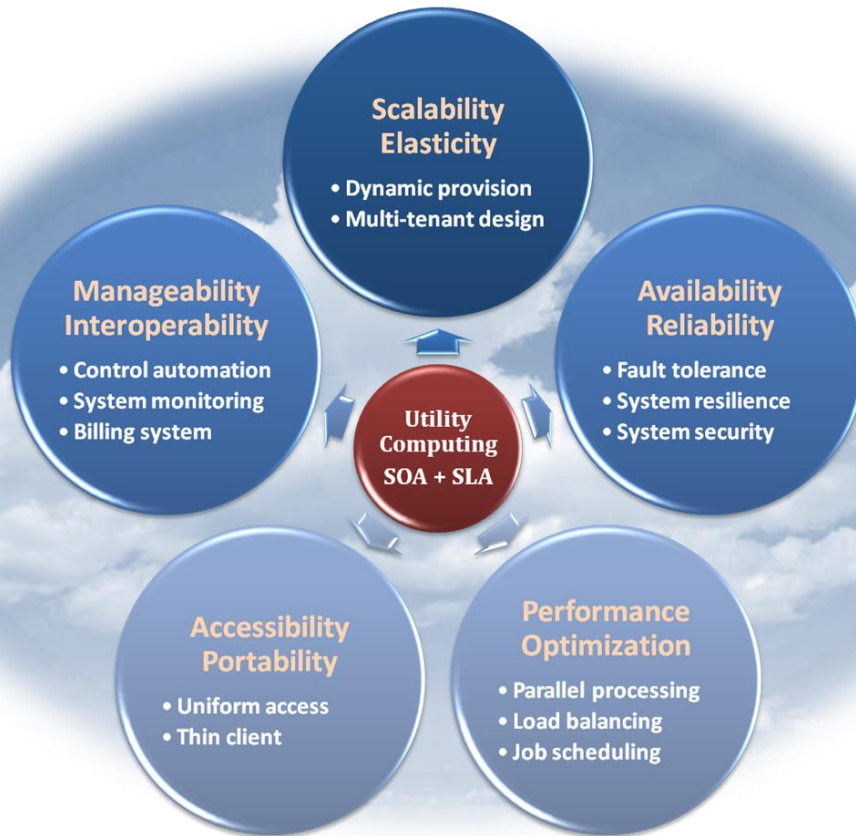 Scalability
Elasticity
• Dynamic provision
• Multi-tenant design
Manageability
Interoperability
• Control automation
• System monitoring
• Billing system
Availability
Reliability
• Fault tolerance
• System resilience
• System security
Utility
Computing
SOA + SLA
Accessibility
Portability
• Uniform access
• Thin client
Performance
Optimization
• Parallel processing
• Load balancing
• Job scheduling